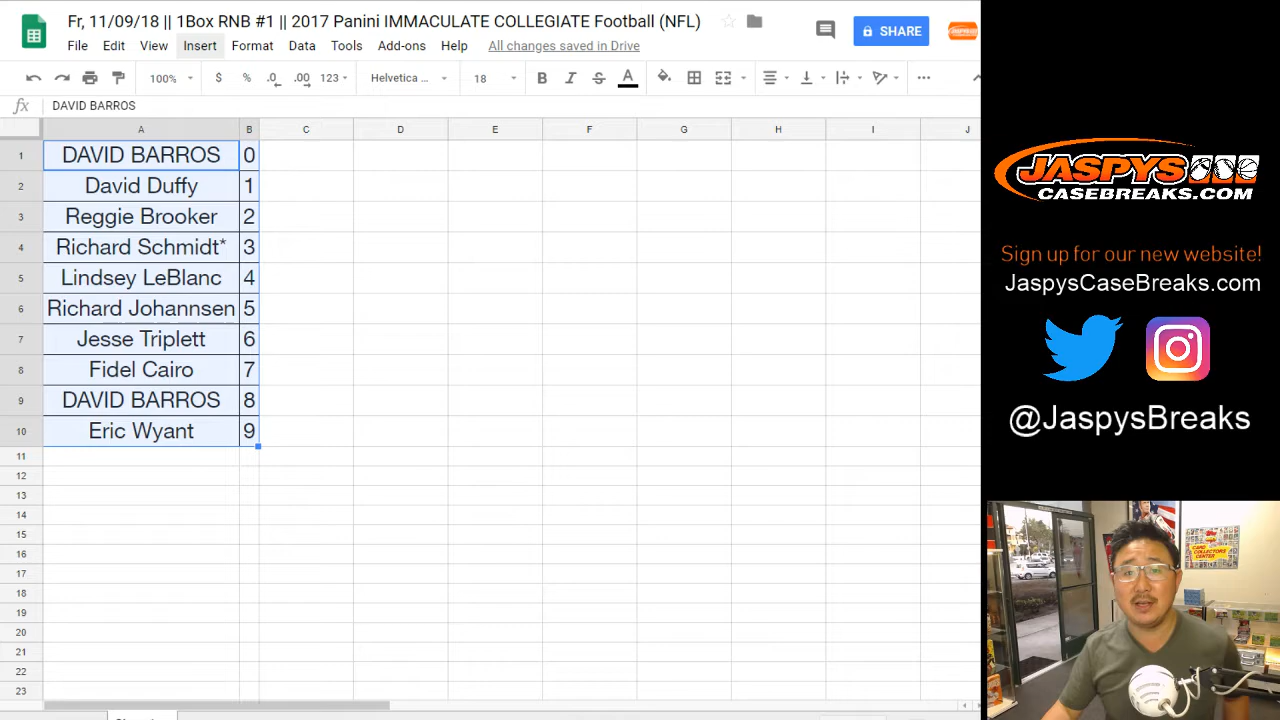 Fr, 11/09/18 || 1Box RNB #1 || 2017 Panini IMMACULATE COLLEGIATE Football (NFL)
File Edit View Insert Format Data Tools Add-ons Help All changes saved in Drive
SHARE
100% $ % .0 .00 123 Helvetica ... 18 B I S A
fx DAVID BARROS
A B C D E F G H I J
1 DAVID BARROS 0
2 David Duffy 1
3 Reggie Brooker 2
4 Richard Schmidt* 3
5 Lindsey LeBlanc 4
6 Richard Johannsen 5
7 Jesse Triplett 6
8 Fidel Cairo 7
9 DAVID BARROS 8
10 Eric Wyant 9
11
12
13
14
15
16
17
18
19
20
21
22
23
JASPYS
CASEBREAKS.COM
Sign up for our new website!
JaspysCaseBreaks.com
@JaspysBreaks